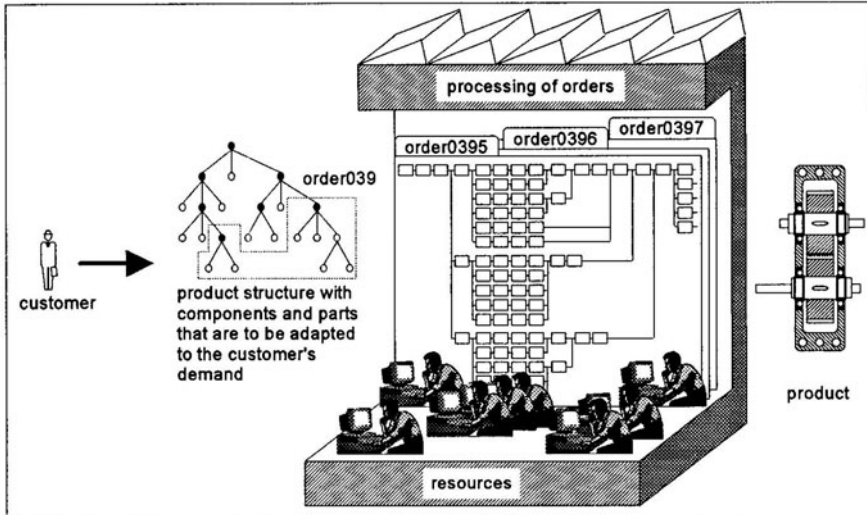 processing of orders
order0395
order0396
order0397
order039
customer
product structure with
components and parts
that are to be adapted
to the customer's
demand
product
resources